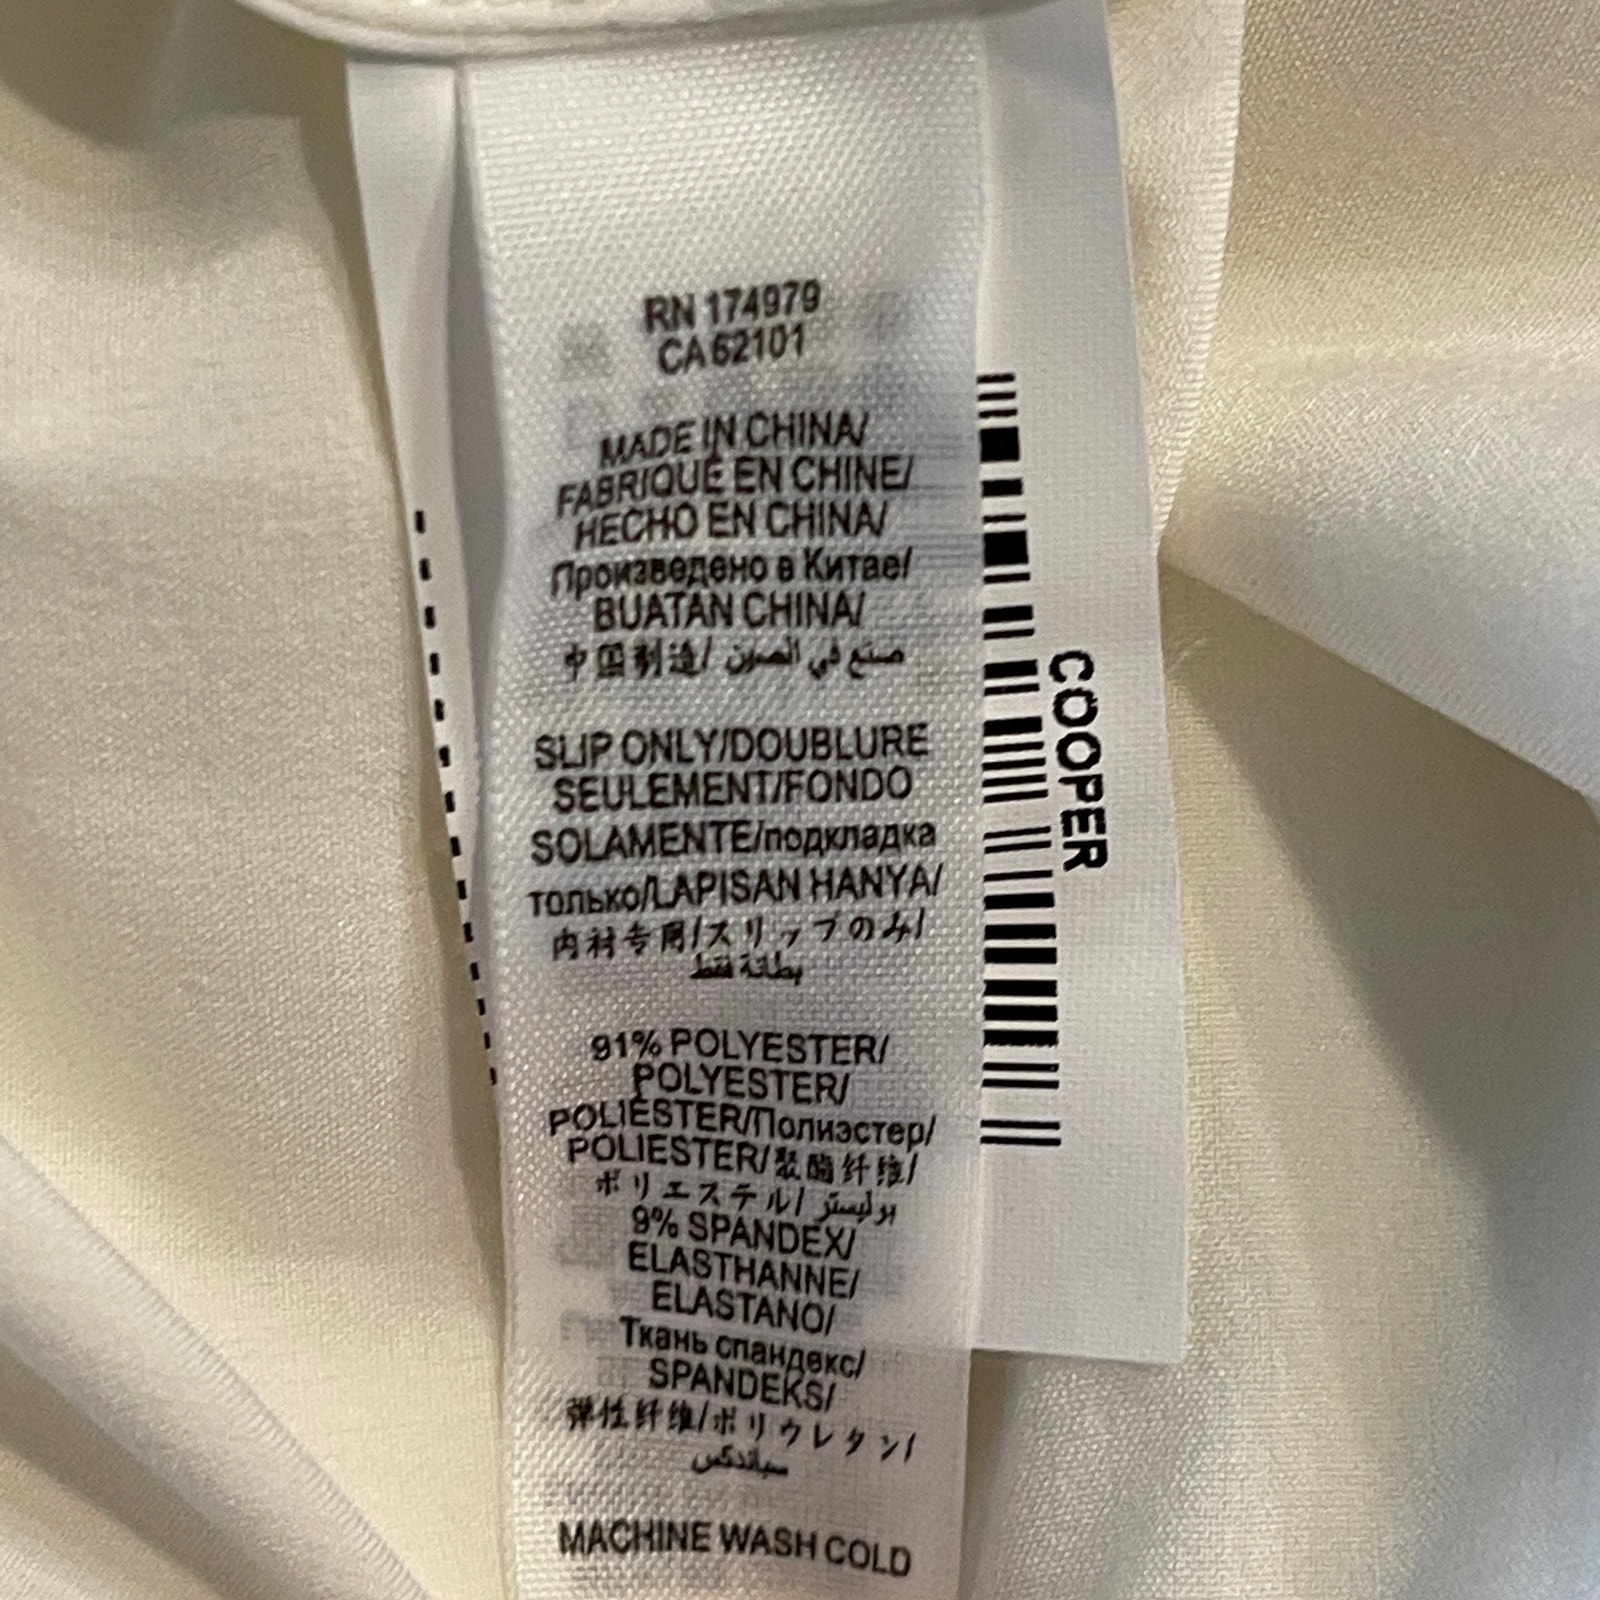 RN 174979
CA 62101
MADE IN CHINA/
FABRIQUÉ EN CHINE/
HECHO EN CHINA/
Произведено в Китае/
BUATAN CHINA/
中国制造/ صنع في الصين
SLIP ONLY/DOUBLURE
SEULEMENT/FONDO
SOLAMENTE/подкладка
только/LAPISAN HANYA/
内衬专用/スリップのみ/
بطانة فقط
91% POLYESTER/
POLYESTER/
POLIÉSTER/Полиэстер/
POLIESTER/聚酯纤维/
ポリエステル/ بوليستر
9% SPANDEX/
ELASTHANNE/
ELASTANO/
Ткань спандекс/
SPANDEKS/
弹性纤维/ポリウレタン/
سباندكس
MACHINE WASH COLD
COOPER